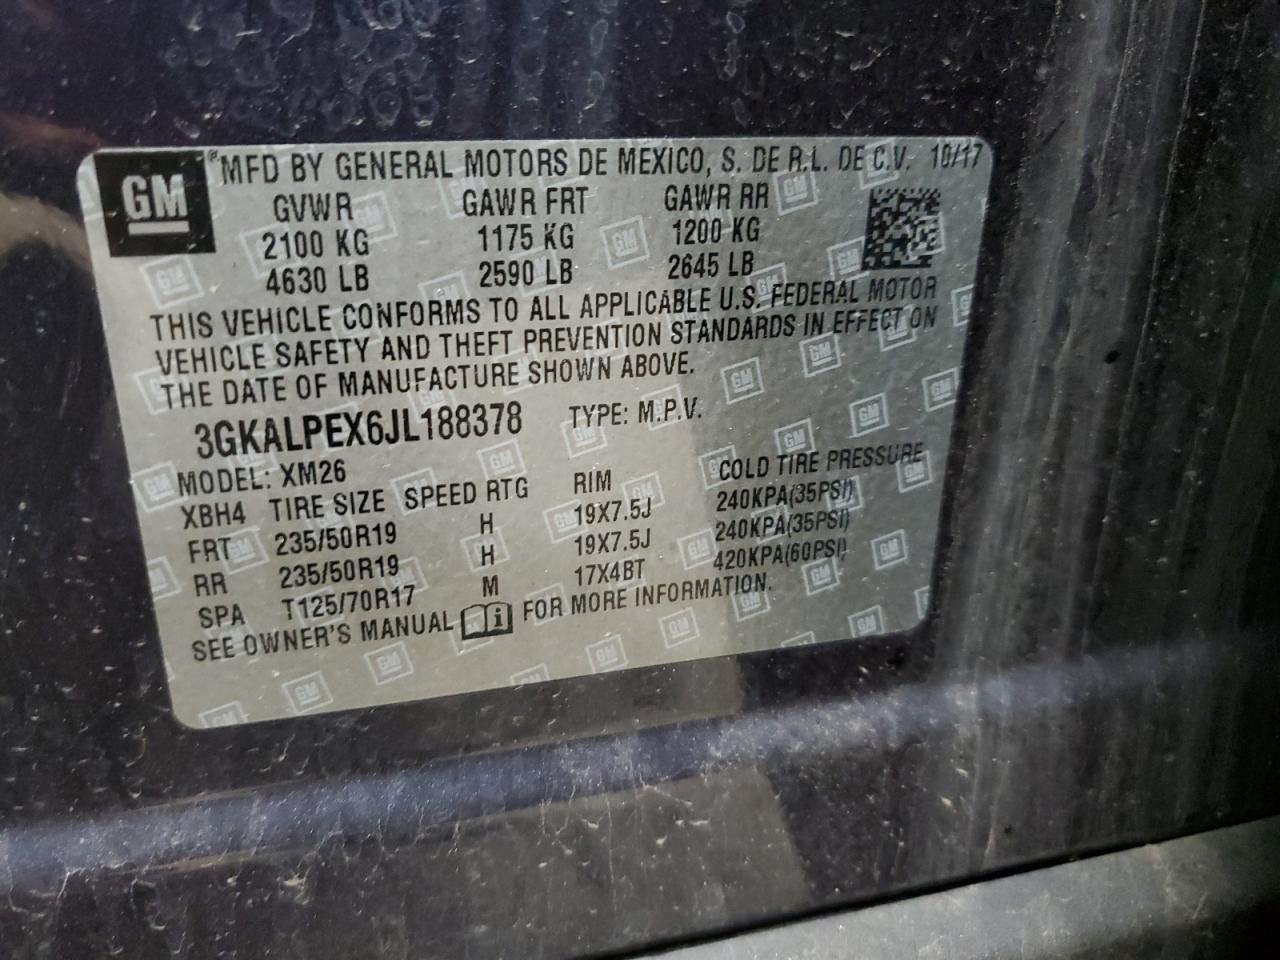 GM ®MFD BY GENERAL MOTORS DE MEXICO, S. DE R.L. DE C.V. 10/17
GVWR GAWR FRT GAWR RR
2100 KG 1175 KG 1200 KG
4630 LB 2590 LB 2645 LB
THIS VEHICLE CONFORMS TO ALL APPLICABLE U.S. FEDERAL MOTOR
VEHICLE SAFETY AND THEFT PREVENTION STANDARDS IN EFFECT ON
THE DATE OF MANUFACTURE SHOWN ABOVE.
3GKALPEX6JL188378 TYPE: M.P.V.
MODEL: XM26
XBH4 TIRE SIZE SPEED RTG RIM COLD TIRE PRESSURE
FRT 235/50R19 H 19X7.5J 240KPA(35PSI)
RR 235/50R19 H 19X7.5J 240KPA(35PSI)
SPA T125/70R17 M 17X4BT 420KPA(60PSI)
SEE OWNER'S MANUAL i FOR MORE INFORMATION.